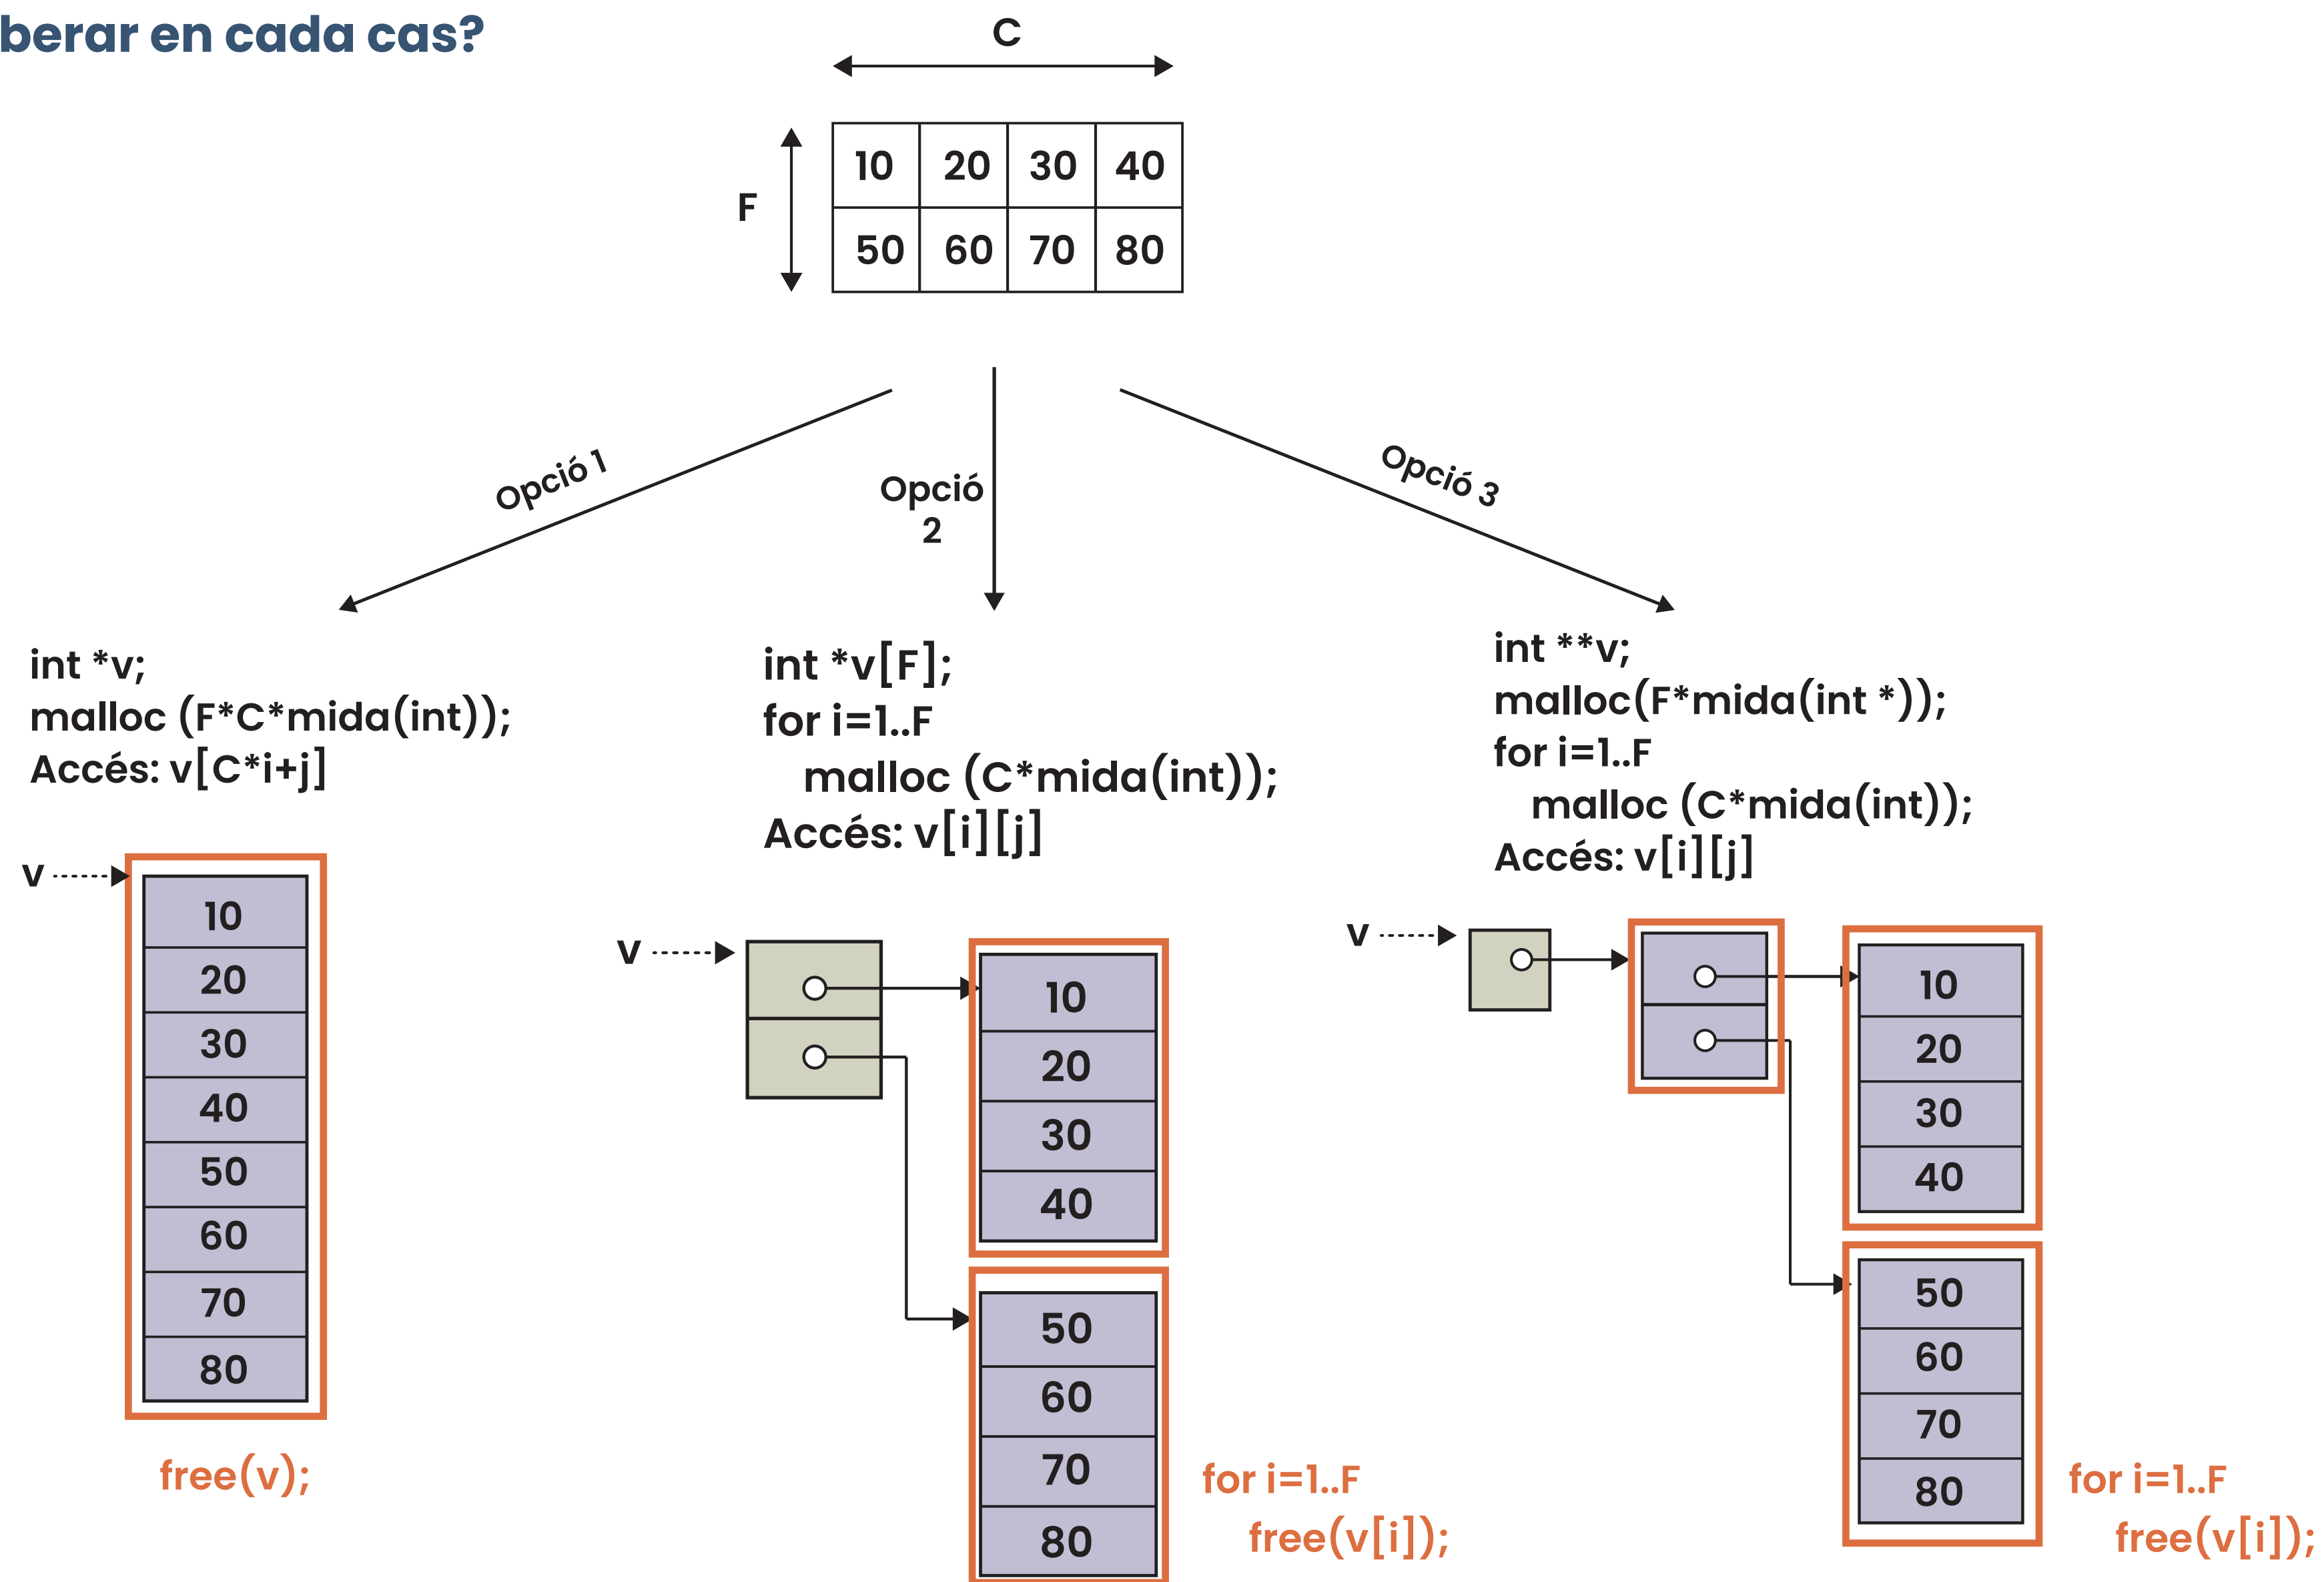 berar en cada cas?
C
F
10 20 30 40
50 60 70 80
Opció 1
Opció
2
Opció 3
int *v;
malloc (F*C*mida(int));
Accés: v[C*i+j]
v
10
20
30
40
50
60
70
80
free(v);
int *v[F];
for i=1..F
malloc (C*mida(int));
Accés: v[i][j]
v
10
20
30
40
50
60
70
80
for i=1..F
free(v[i]);
int **v;
malloc(F*mida(int *));
for i=1..F
malloc (C*mida(int));
Accés: v[i][j]
v
10
20
30
40
50
60
70
80
for i=1..F
free(v[i]);